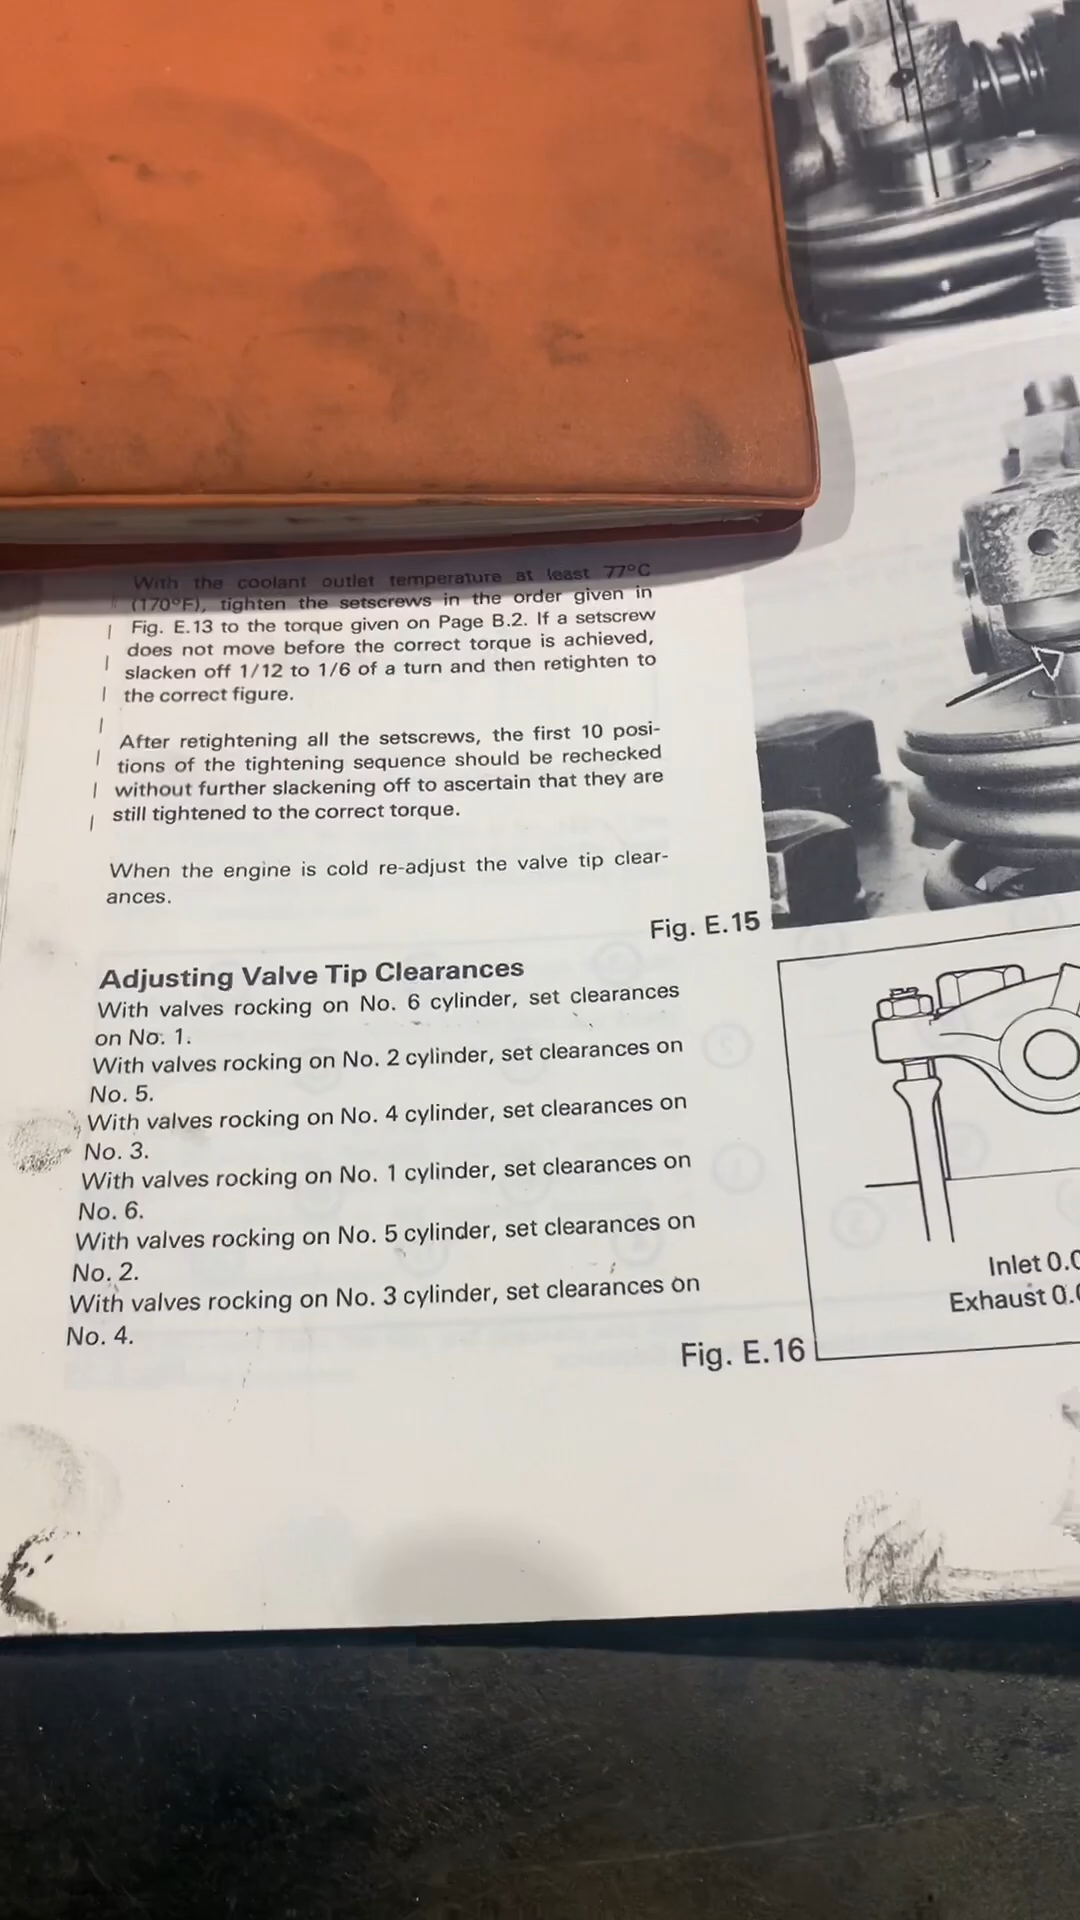 With the coolant outlet temperature at least 77°C
(170°F), tighten the setscrews in the order given in
Fig. E.13 to the torque given on Page B.2. If a setscrew
does not move before the correct torque is achieved,
slacken off 1/12 to 1/6 of a turn and then retighten to
the correct figure.
After retightening all the setscrews, the first 10 posi-
tions of the tightening sequence should be rechecked
without further slackening off to ascertain that they are
still tightened to the correct torque.
When the engine is cold re-adjust the valve tip clear-
ances.
Fig. E.15
Adjusting Valve Tip Clearances
With valves rocking on No. 6 cylinder, set clearances
on No. 1.
With valves rocking on No. 2 cylinder, set clearances on
No. 5.
With valves rocking on No. 4 cylinder, set clearances on
No. 3.
With valves rocking on No. 1 cylinder, set clearances on
No. 6.
With valves rocking on No. 5 cylinder, set clearances on
No. 2.
With valves rocking on No. 3 cylinder, set clearances on
No. 4.
Inlet
Exhaust
Fig. E.16